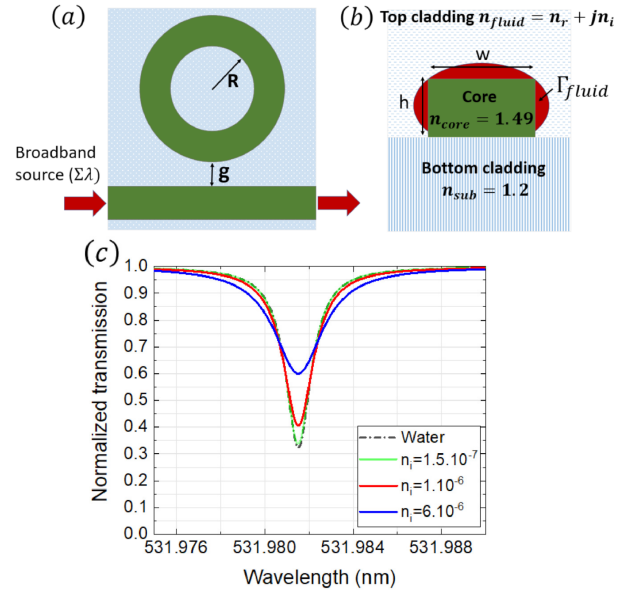 (a)
R
Broadband
source (Σλ)
g
(b)
Top cladding n_fluid = n_r + jn_i
w
h
Core
n_core = 1.49
Γ_fluid
Bottom cladding
n_sub = 1.2
(c)
Normalized transmission
1.0
0.9
0.8
0.7
0.6
0.5
0.4
0.3
0.2
0.1
0.0
Water
n_i=1.5.10^-7
n_i=1.10^-6
n_i=6.10^-6
531.976 531.980 531.984 531.988
Wavelength (nm)